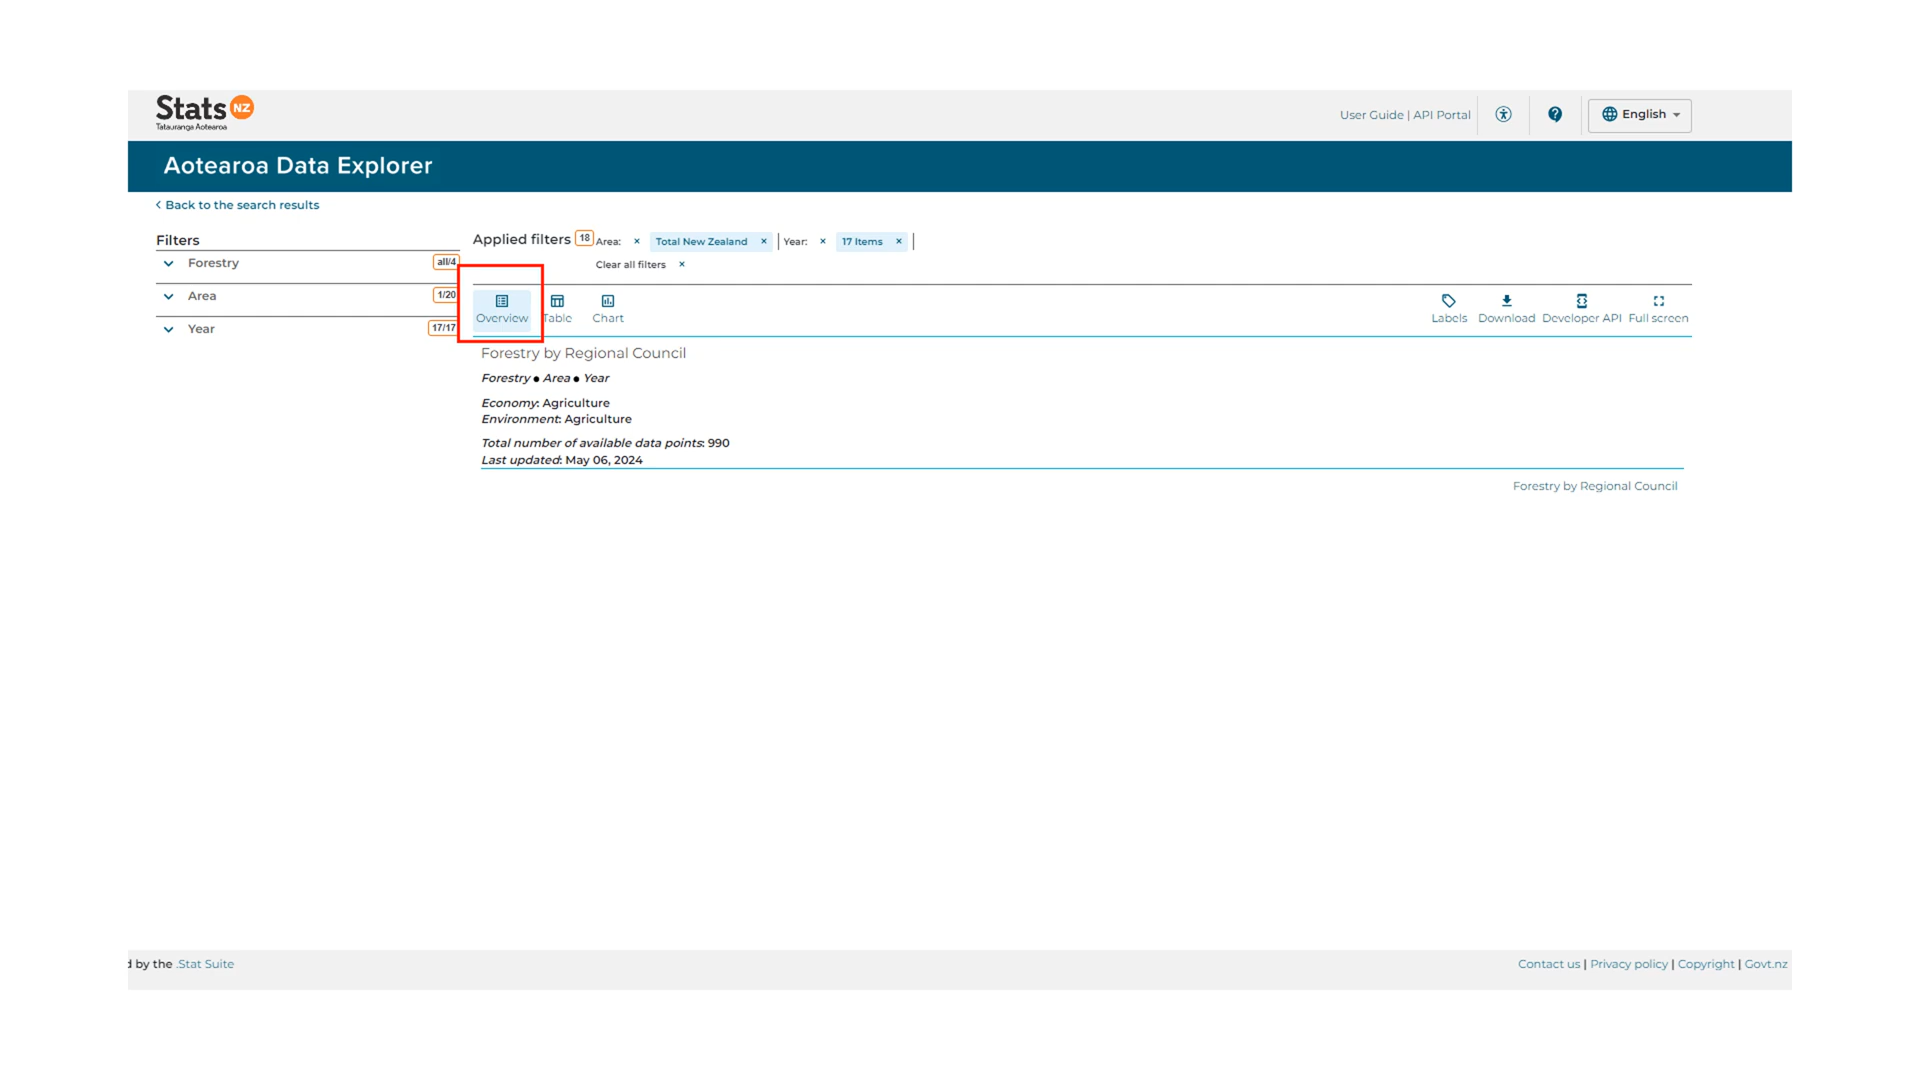 Stats NZ
Tatauranga Aotearoa
User Guide | API Portal
English
Aotearoa Data Explorer
Back to the search results
Filters
Forestry all/4
Area 1/20
Year 17/17
Applied filters 18 Area: × Total New Zealand × | Year: × 17 Items × |
Clear all filters ×
Overview Table Chart
Labels Download Developer API Full screen
Forestry by Regional Council
Forestry ● Area ● Year
Economy: Agriculture
Environment: Agriculture
Total number of available data points: 990
Last updated: May 06, 2024
Forestry by Regional Council
d by the .Stat Suite
Contact us | Privacy policy | Copyright | Govt.nz